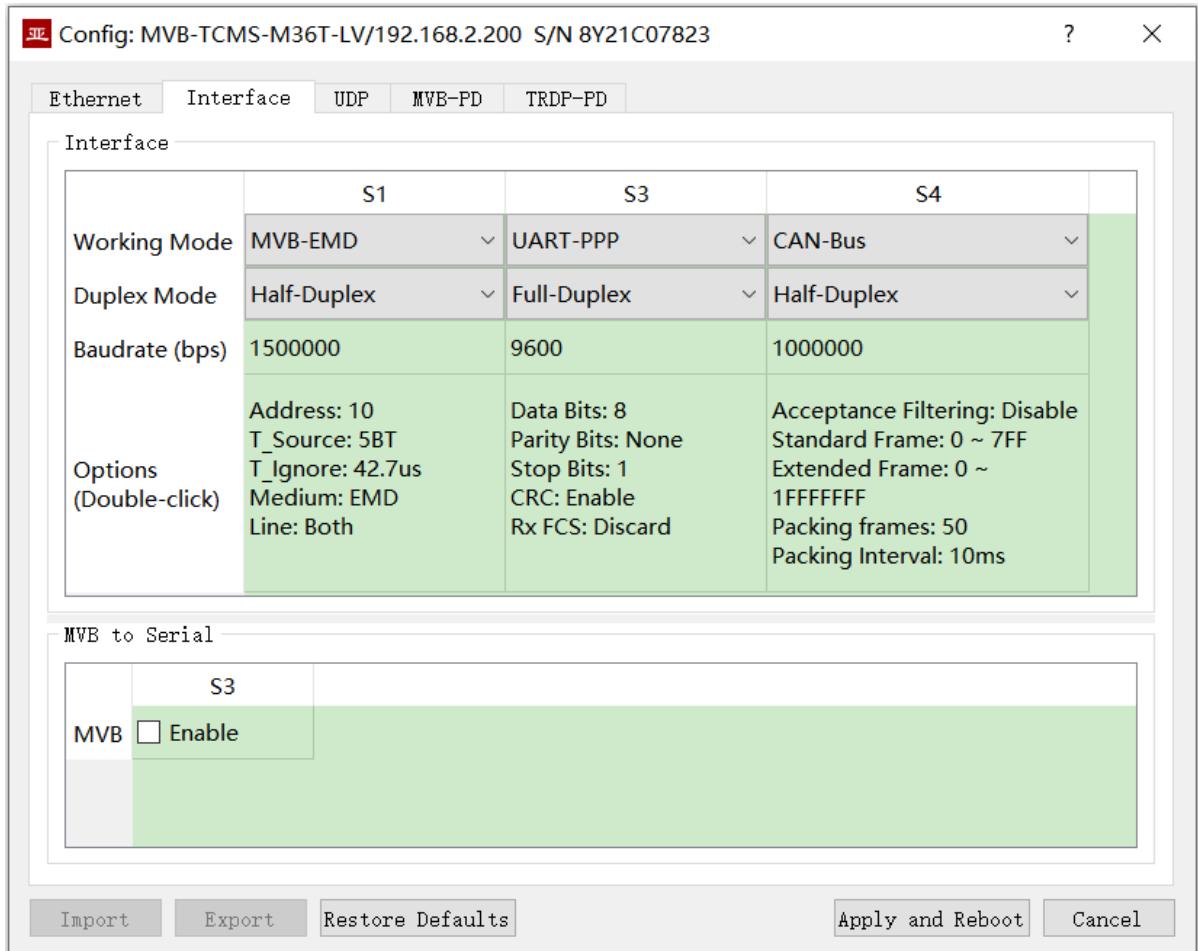 亚 Config: MVB-TCMS-M36T-LV/192.168.2.200 S/N 8Y21C07823 ?
Ethernet Interface UDP MVB-PD TRDP-PD
Interface
S1 S3 S4
Working Mode MVB-EMD UART-PPP CAN-Bus
Duplex Mode Half-Duplex Full-Duplex Half-Duplex
Baudrate (bps) 1500000 9600 1000000
Options
(Double-click)
Address: 10
T_Source: 5BT
T_Ignore: 42.7us
Medium: EMD
Line: Both
Data Bits: 8
Parity Bits: None
Stop Bits: 1
CRC: Enable
Rx FCS: Discard
Acceptance Filtering: Disable
Standard Frame: 0 ~ 7FF
Extended Frame: 0 ~
1FFFFFFF
Packing frames: 50
Packing Interval: 10ms
MVB to Serial
S3
MVB Enable
Import Export Restore Defaults Apply and Reboot Cancel